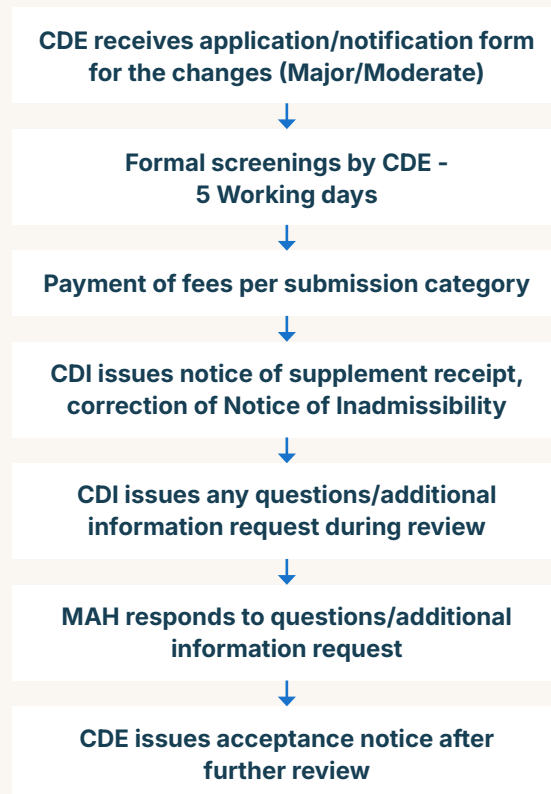 CDE receives application/notification form
for the changes (Major/Moderate)
Formal screenings by CDE -
5 Working days
Payment of fees per submission category
CDI issues notice of supplement receipt,
correction of Notice of Inadmissibility
CDI issues any questions/additional
information request during review
MAH responds to questions/additional
information request
CDE issues acceptance notice after
further review